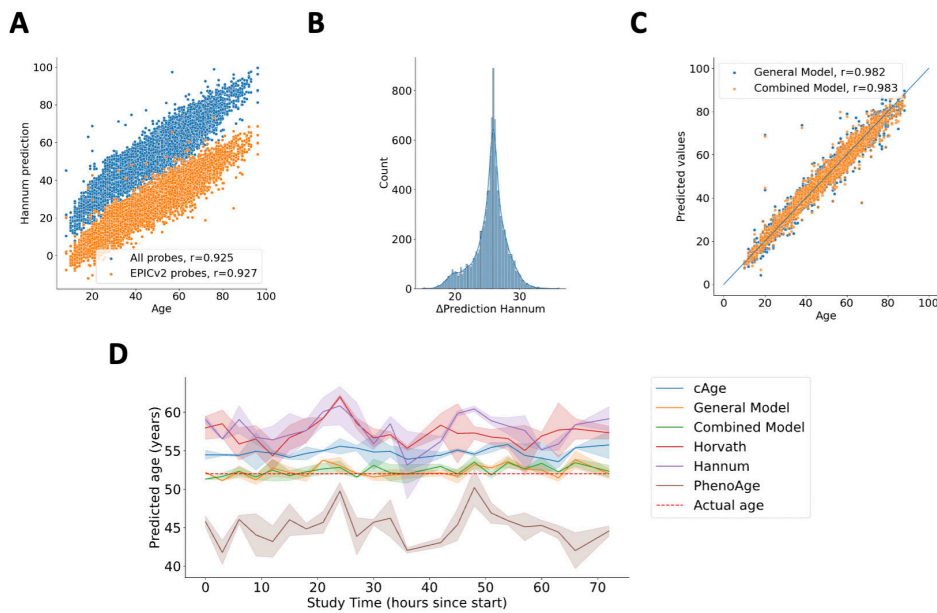 A
Hannum prediction
100
80
60
40
20
0
All probes, r=0.925
EPICv2 probes, r=0.927
20 40 60 80 100
Age
B
Count
800
600
400
200
0
20 30
ΔPrediction Hannum
C
Predicted values
100
80
60
40
20
0
General Model, r=0.982
Combined Model, r=0.983
0 20 40 60 80 100
Age
D
Predicted age (years)
60
55
50
45
40
0 10 20 30 40 50 60 70
Study Time (hours since start)
cAge
General Model
Combined Model
Horvath
Hannum
PhenoAge
Actual age